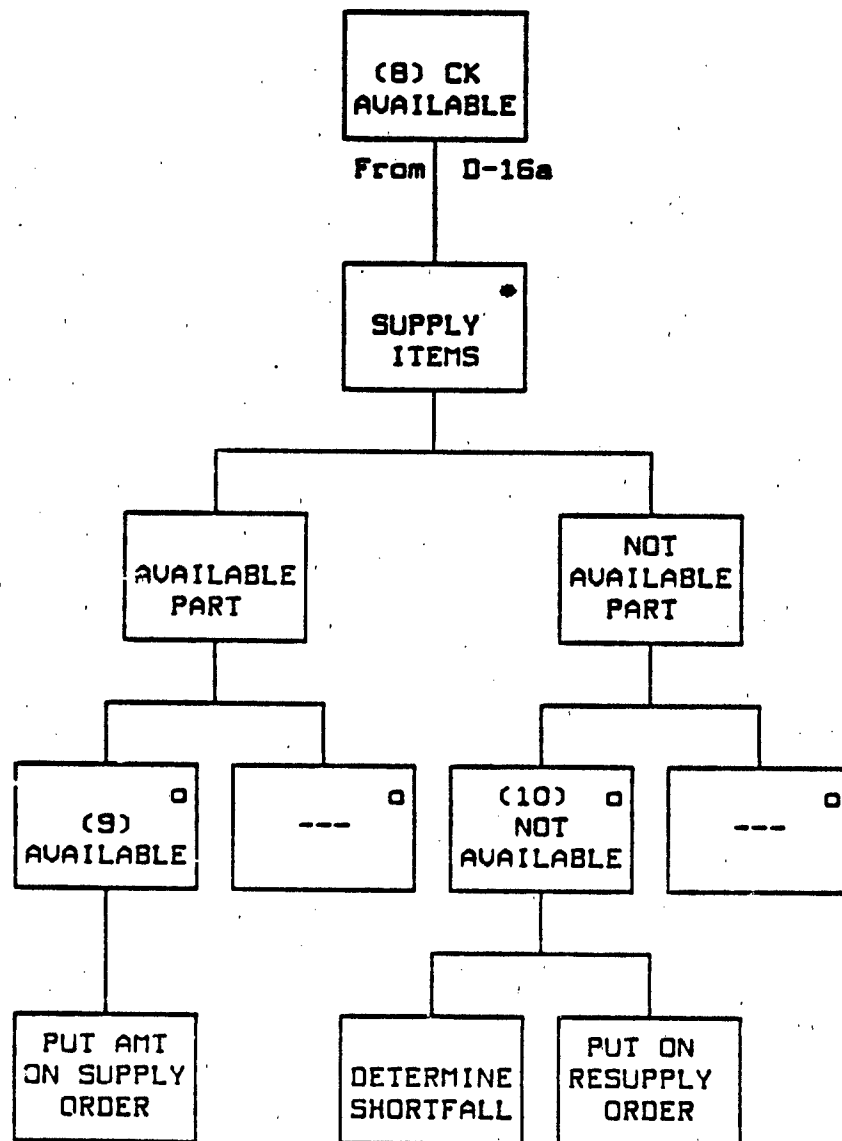 (8) CK
AVAILABLE
From D-16a
*
SUPPLY
ITEMS
AVAILABLE
PART
NOT
AVAILABLE
PART
o
(9)
AVAILABLE
o
---
(10) o
NOT
AVAILABLE
o
---
PUT AMT
ON SUPPLY
ORDER
DETERMINE
SHORTFALL
PUT ON
RESUPPLY
ORDER